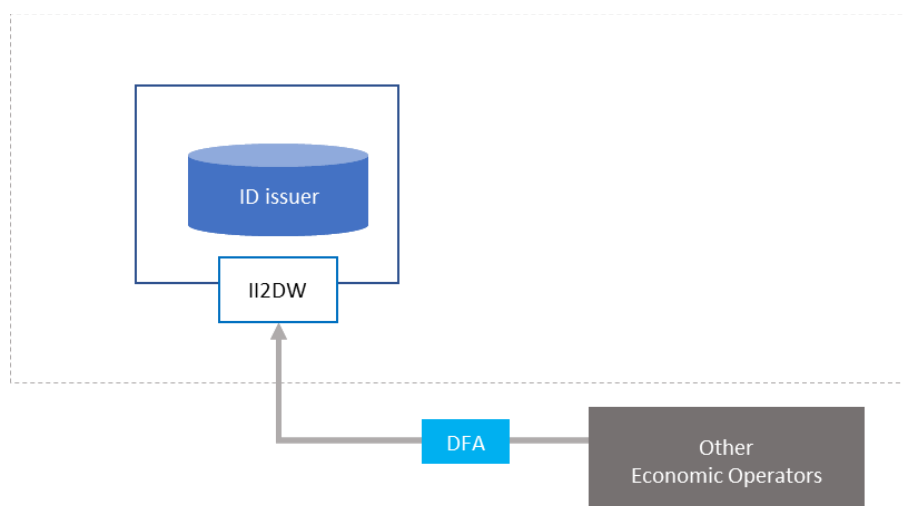 ID issuer
II2DW
DFA
Other
Economic Operators